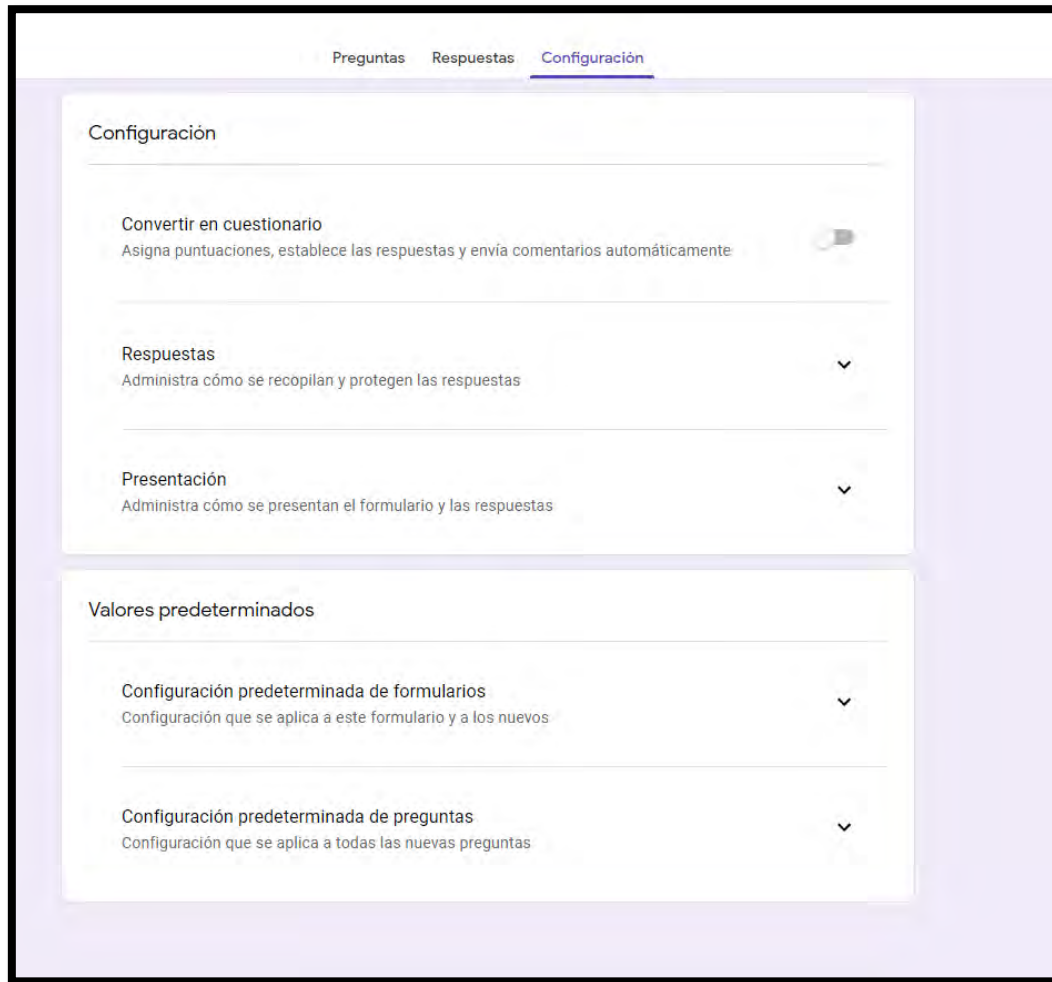 Preguntas Respuestas Configuración
Configuración
Convertir en cuestionario
Asigna puntuaciones, establece las respuestas y envía comentarios automáticamente
Respuestas
Administra cómo se recopilan y protegen las respuestas
Presentación
Administra cómo se presentan el formulario y las respuestas
Valores predeterminados
Configuración predeterminada de formularios
Configuración que se aplica a este formulario y a los nuevos
Configuración predeterminada de preguntas
Configuración que se aplica a todas las nuevas preguntas